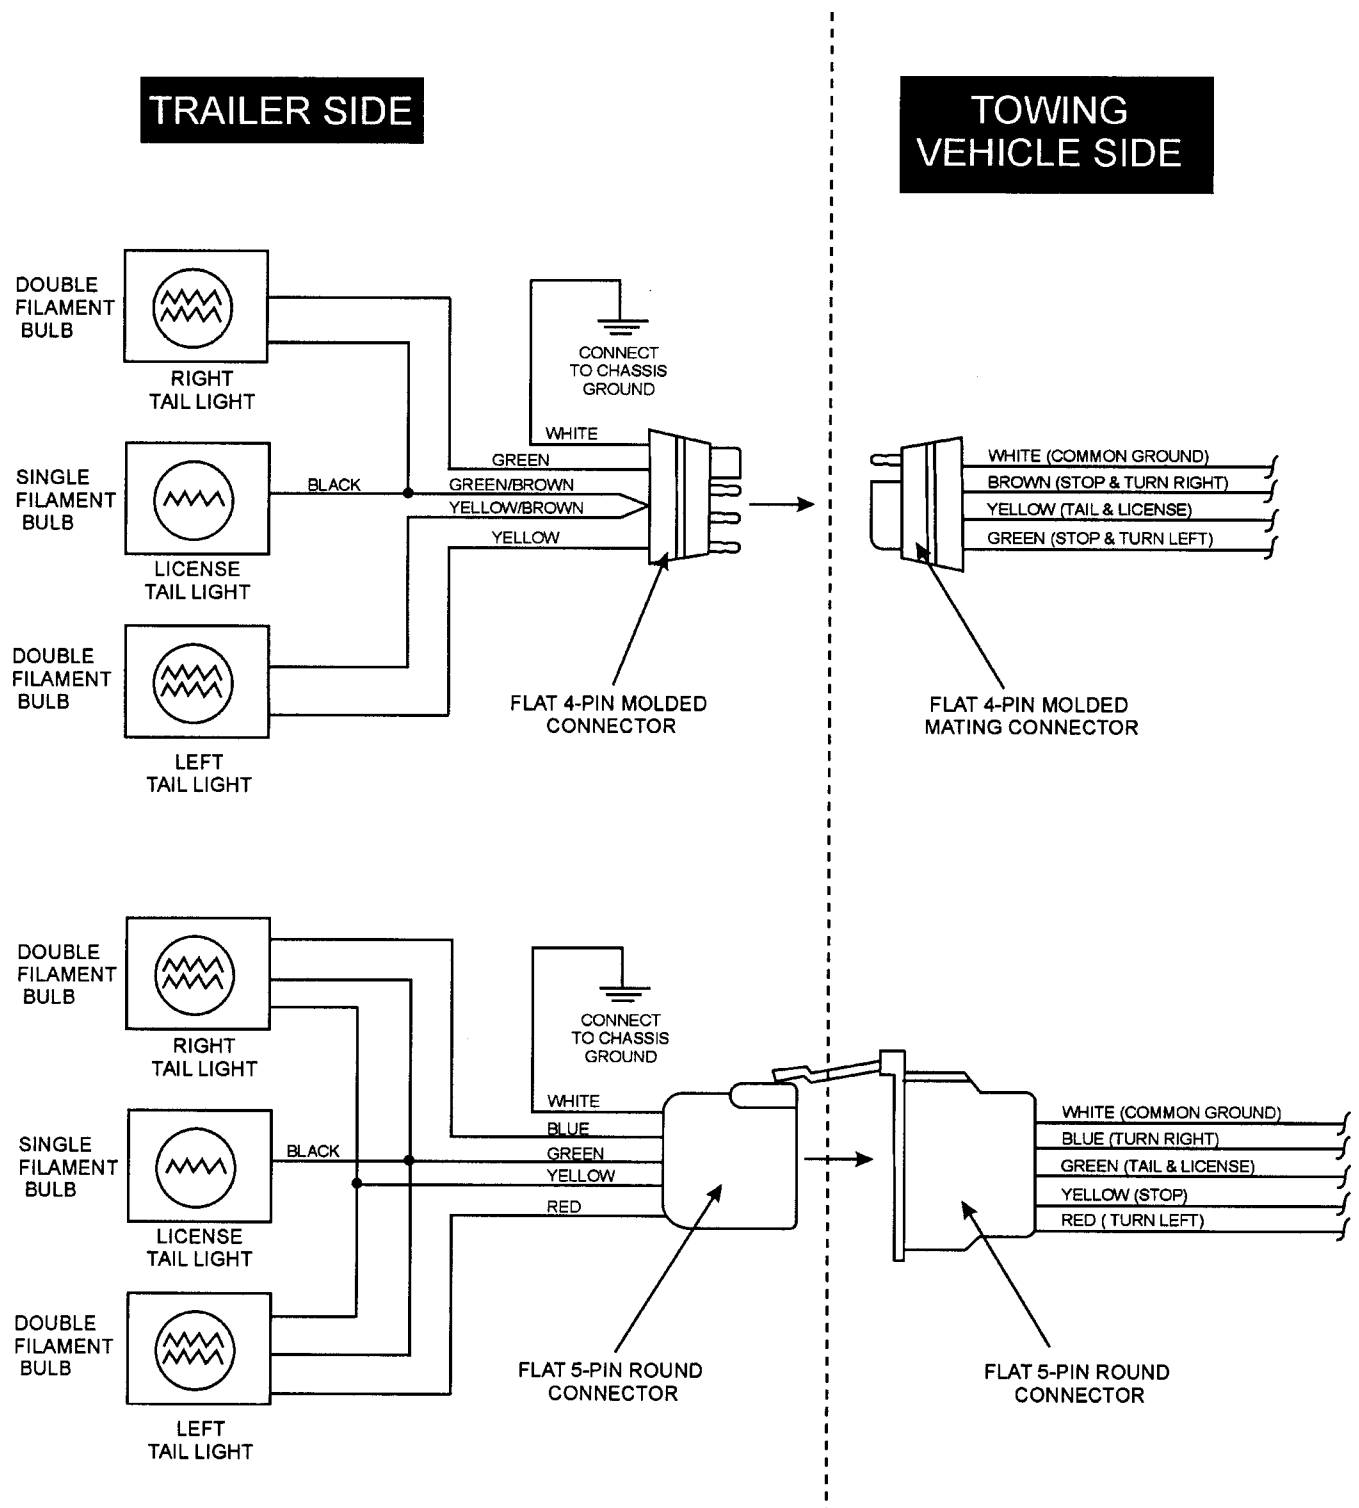 TRAILER SIDE
TOWING
VEHICLE SIDE
DOUBLE
FILAMENT
BULB
RIGHT
TAIL LIGHT
CONNECT
TO CHASSIS
GROUND
WHITE
GREEN
SINGLE
FILAMENT
BULB
BLACK
GREEN/BROWN
YELLOW/BROWN
YELLOW
LICENSE
TAIL LIGHT
WHITE (COMMON GROUND)
BROWN (STOP & TURN RIGHT)
YELLOW (TAIL & LICENSE)
GREEN (STOP & TURN LEFT)
DOUBLE
FILAMENT
BULB
LEFT
TAIL LIGHT
FLAT 4-PIN MOLDED
CONNECTOR
FLAT 4-PIN MOLDED
MATING CONNECTOR
DOUBLE
FILAMENT
BULB
RIGHT
TAIL LIGHT
CONNECT
TO CHASSIS
GROUND
WHITE
BLUE
SINGLE
FILAMENT
BULB
BLACK
GREEN
YELLOW
RED
LICENSE
TAIL LIGHT
WHITE (COMMON GROUND)
BLUE (TURN RIGHT)
GREEN (TAIL & LICENSE)
YELLOW (STOP)
RED ( TURN LEFT)
DOUBLE
FILAMENT
BULB
LEFT
TAIL LIGHT
FLAT 5-PIN ROUND
CONNECTOR
FLAT 5-PIN ROUND
CONNECTOR